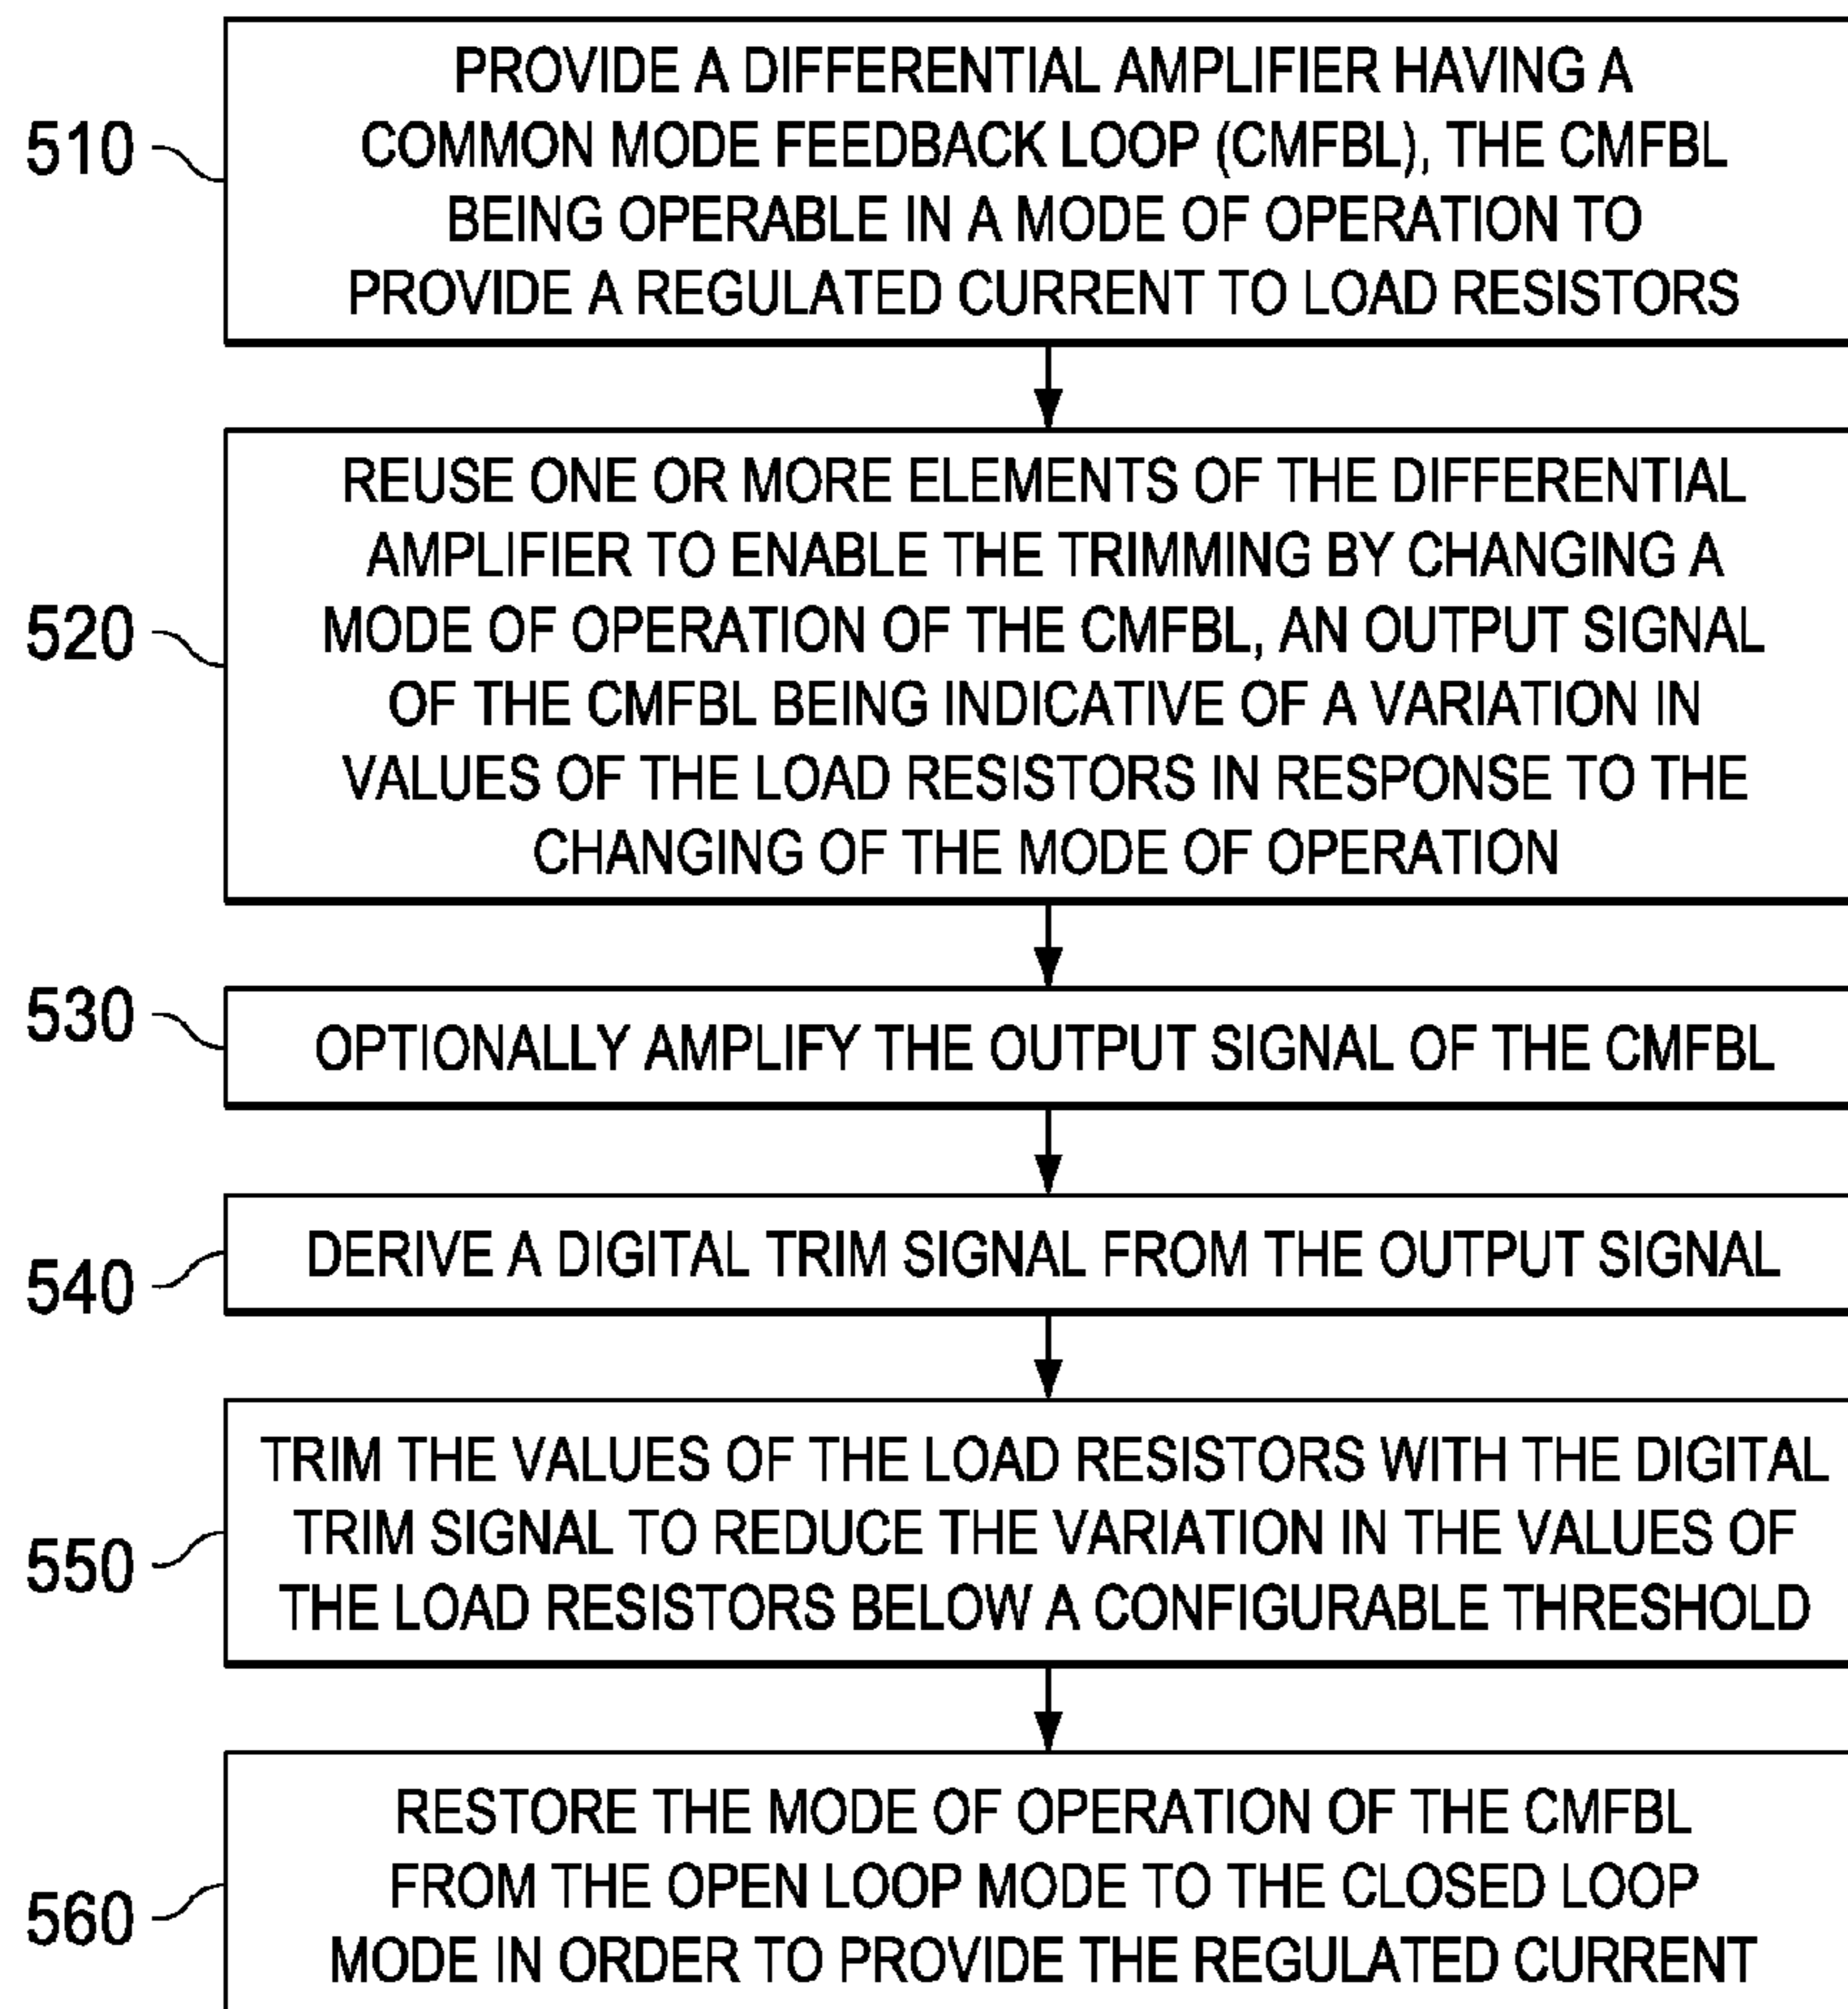 510
PROVIDE A DIFFERENTIAL AMPLIFIER HAVING A
COMMON MODE FEEDBACK LOOP (CMFBL), THE CMFBL
BEING OPERABLE IN A MODE OF OPERATION TO
PROVIDE A REGULATED CURRENT TO LOAD RESISTORS
520
REUSE ONE OR MORE ELEMENTS OF THE DIFFERENTIAL
AMPLIFIER TO ENABLE THE TRIMMING BY CHANGING A
MODE OF OPERATION OF THE CMFBL, AN OUTPUT SIGNAL
OF THE CMFBL BEING INDICATIVE OF A VARIATION IN
VALUES OF THE LOAD RESISTORS IN RESPONSE TO THE
CHANGING OF THE MODE OF OPERATION
530
OPTIONALLY AMPLIFY THE OUTPUT SIGNAL OF THE CMFBL
540
DERIVE A DIGITAL TRIM SIGNAL FROM THE OUTPUT SIGNAL
550
TRIM THE VALUES OF THE LOAD RESISTORS WITH THE DIGITAL
TRIM SIGNAL TO REDUCE THE VARIATION IN THE VALUES OF
THE LOAD RESISTORS BELOW A CONFIGURABLE THRESHOLD
560
RESTORE THE MODE OF OPERATION OF THE CMFBL
FROM THE OPEN LOOP MODE TO THE CLOSED LOOP
MODE IN ORDER TO PROVIDE THE REGULATED CURRENT